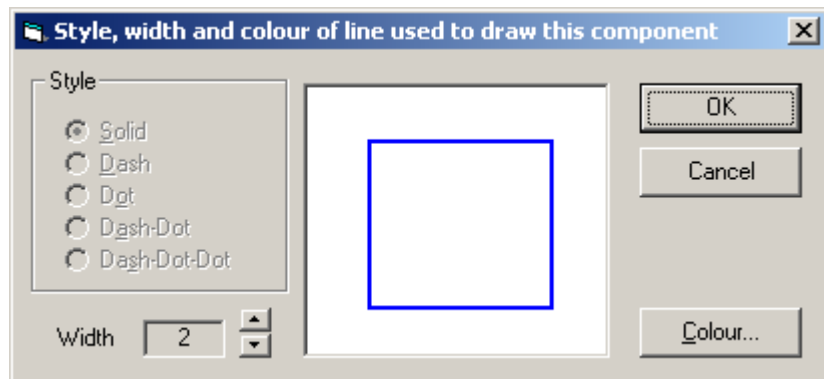 Style, width and colour of line used to draw this component
Style
Solid
Dash
Dot
Dash-Dot
Dash-Dot-Dot
Width 2
OK
Cancel
Colour...